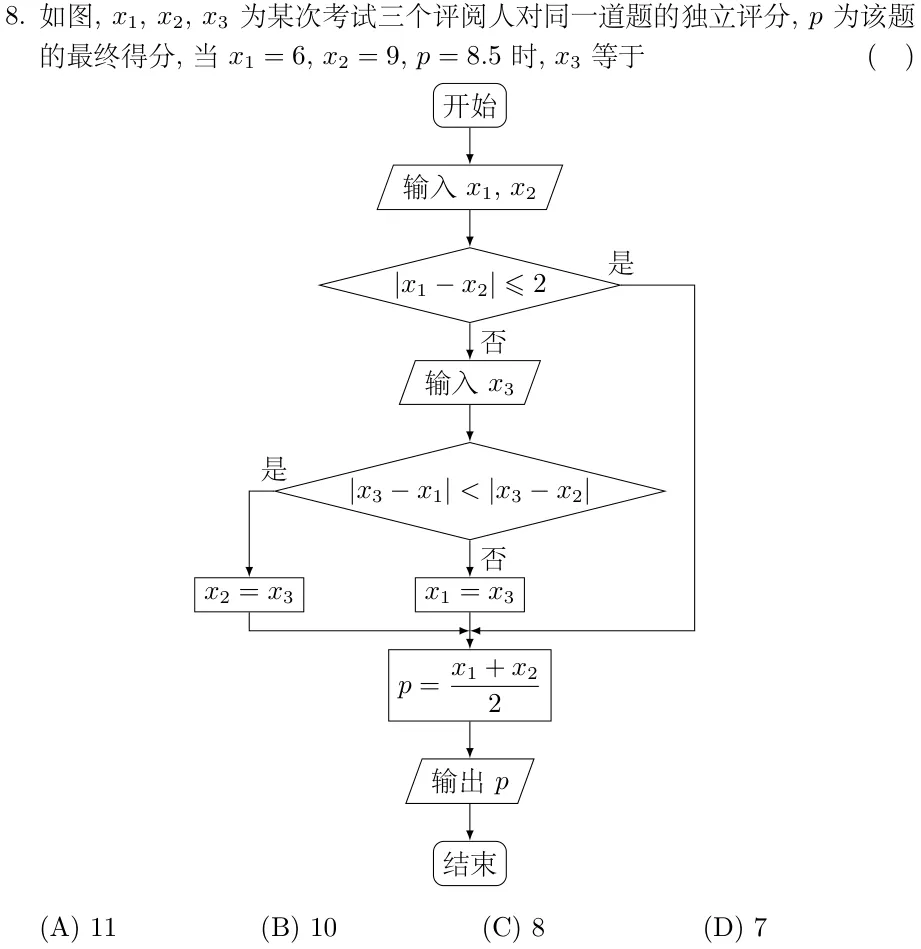 8. 如图, x₁, x₂, x₃ 为某次考试三个评阅人对同一道题的独立评分, p 为该题
的最终得分, 当 x₁ = 6, x₂ = 9, p = 8.5 时, x₃ 等于 ( )
开始
输入 x₁, x₂
|x₁ − x₂| ⩽ 2
是
否
输入 x₃
|x₃ − x₁| < |x₃ − x₂|
是
否
x₂ = x₃
x₁ = x₃
p = (x₁ + x₂)/2
输出 p
结束
(A) 11 (B) 10 (C) 8 (D) 7